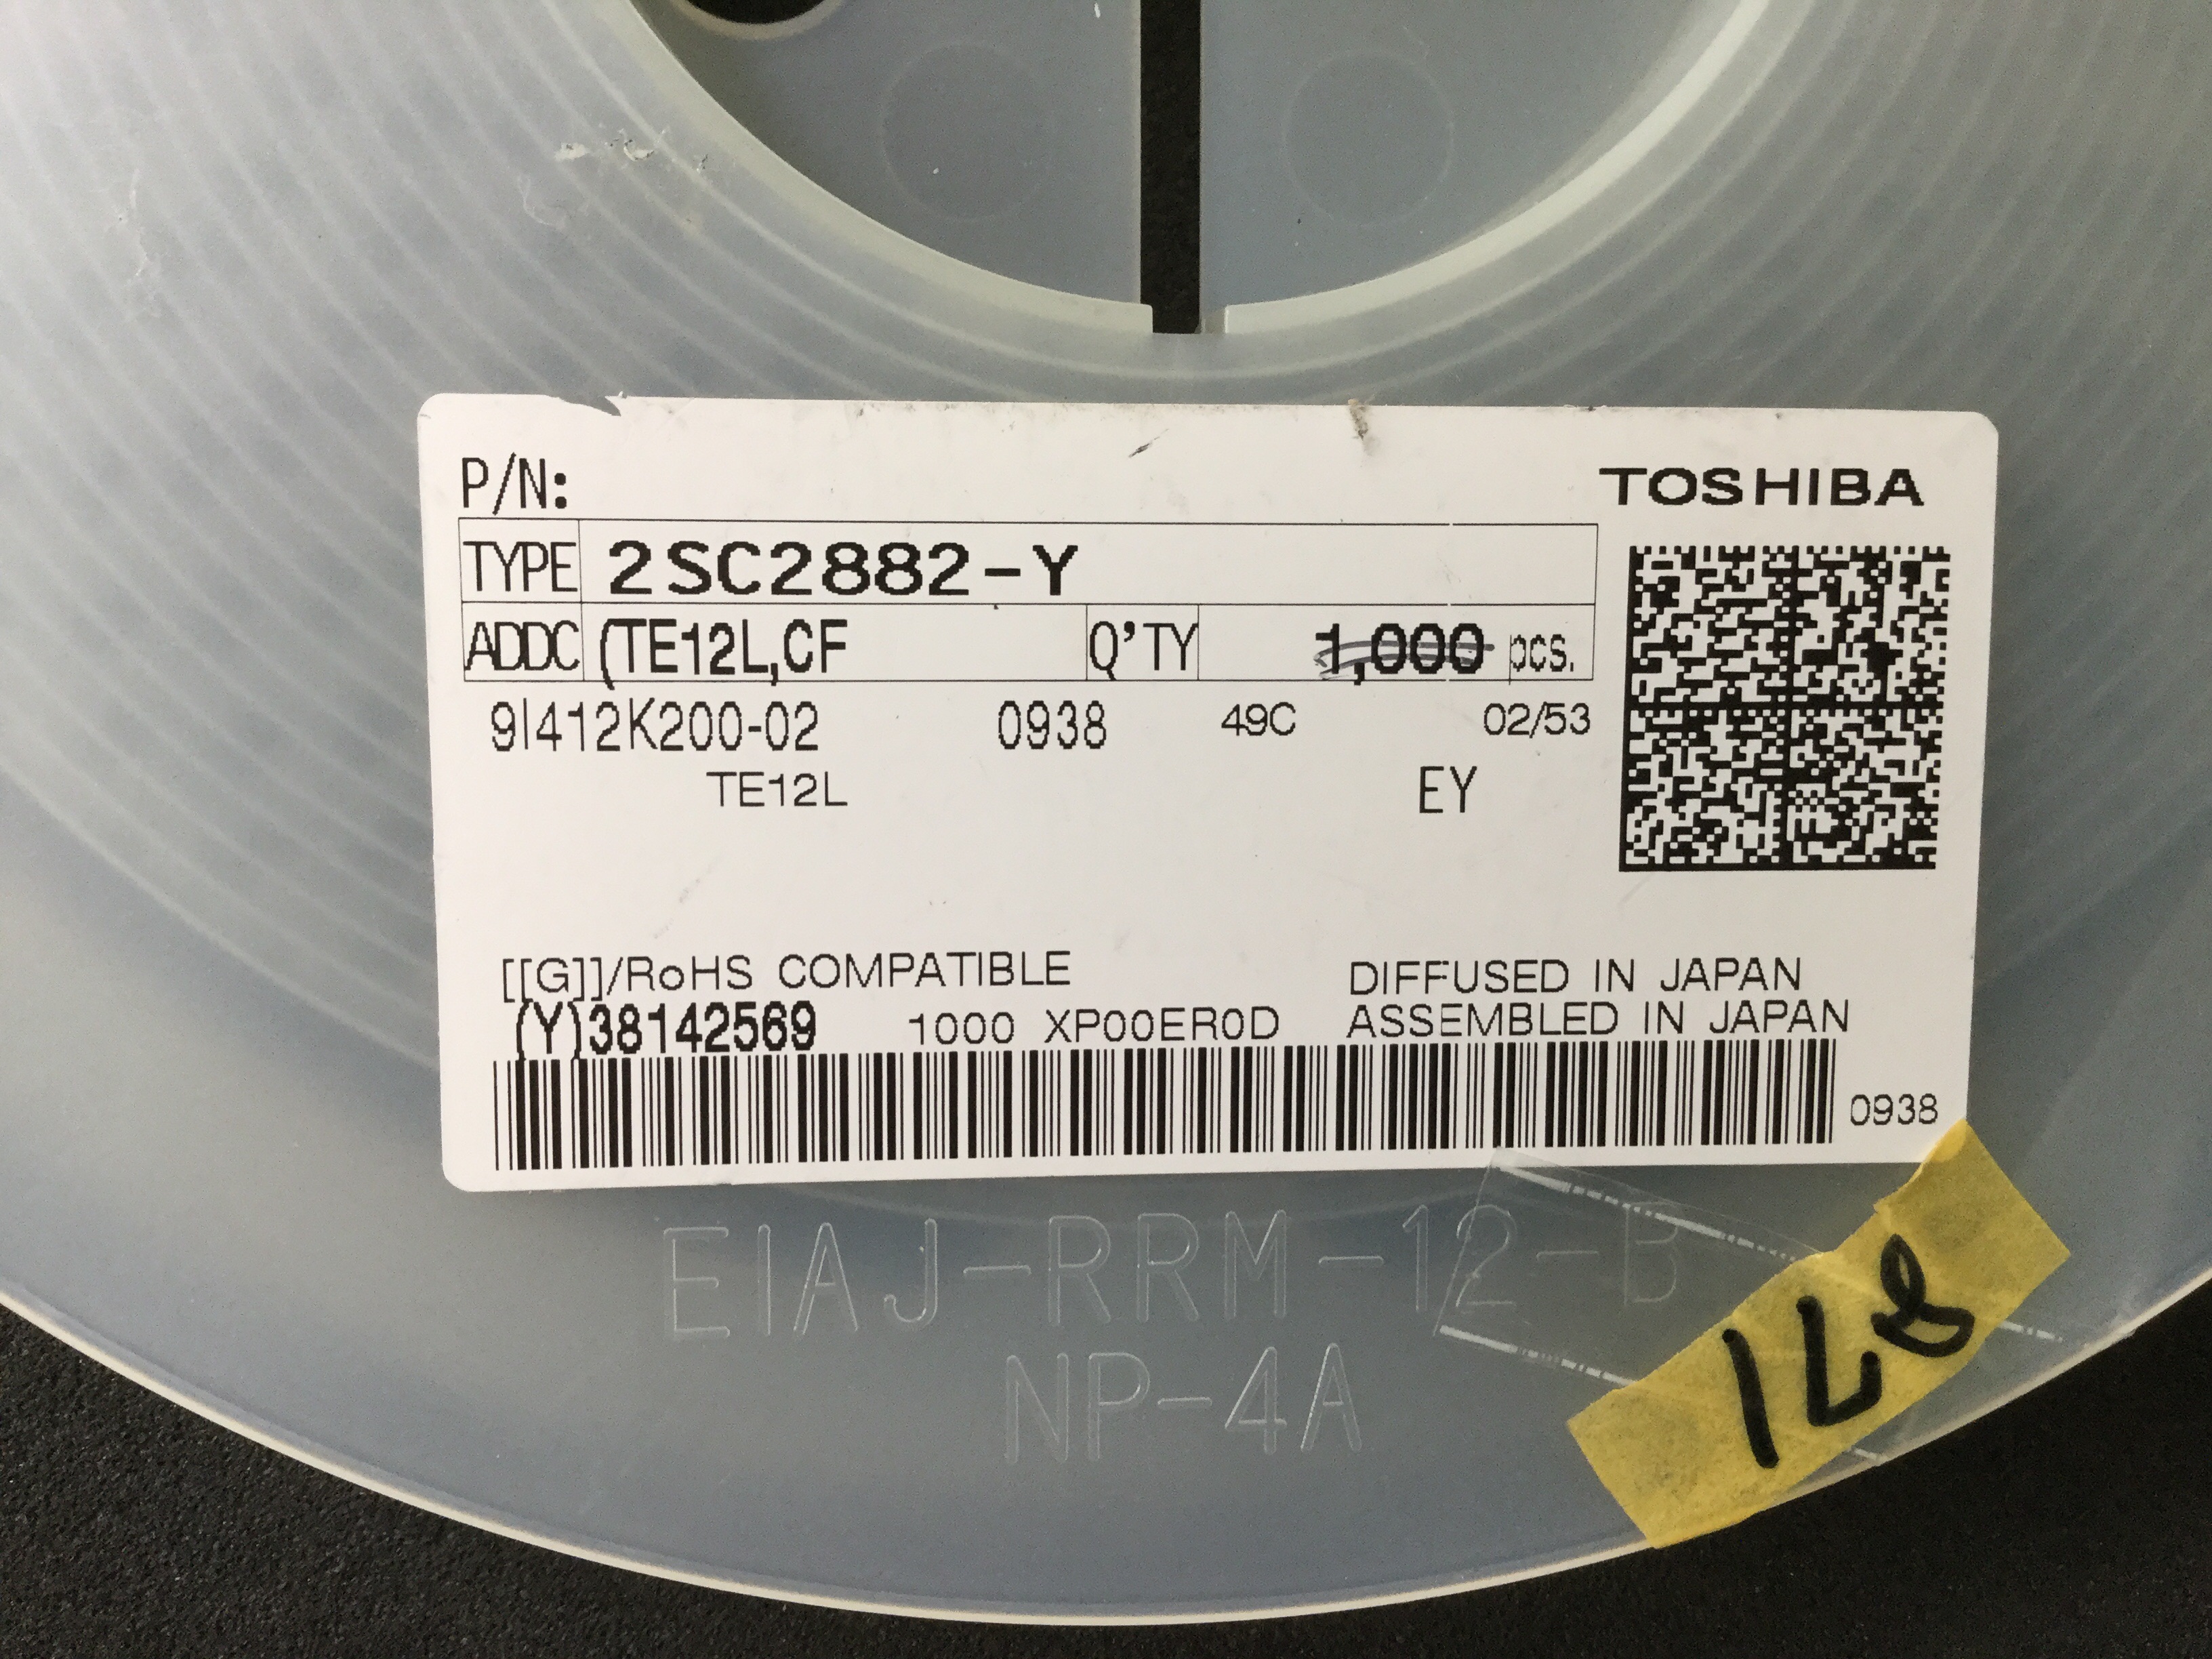 P/N:
TOSHIBA
TYPE 2SC2882-Y
ADDC (TE12L,CF Q'TY 1,000 pcs.
9I412K200-02 0938 49C 02/53
TE12L EY
[[G]]/RoHS COMPATIBLE DIFFUSED IN JAPAN
(Y)38142569 1000 XP00ER0D ASSEMBLED IN JAPAN
0938
EIAJ-RRM-12-B
NP-4A